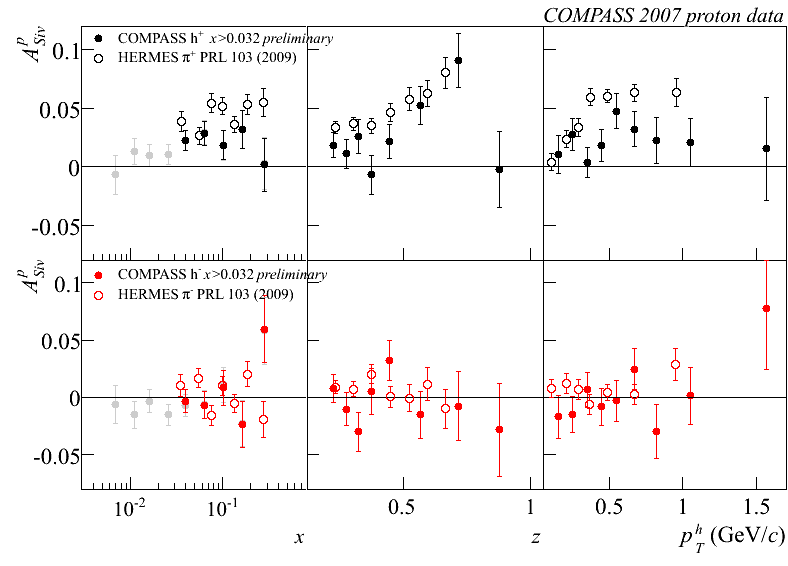 COMPASS 2007 proton data
A^p_Siv
COMPASS h⁺ x>0.032 preliminary
HERMES π⁺ PRL 103 (2009)
0.1
0.05
0
-0.05
A^p_Siv
COMPASS h⁻ x>0.032 preliminary
HERMES π⁻ PRL 103 (2009)
0.1
0.05
0
-0.05
10⁻² 10⁻¹ 0.5 1 0.5 1 1.5
x z p^h_T (GeV/c)